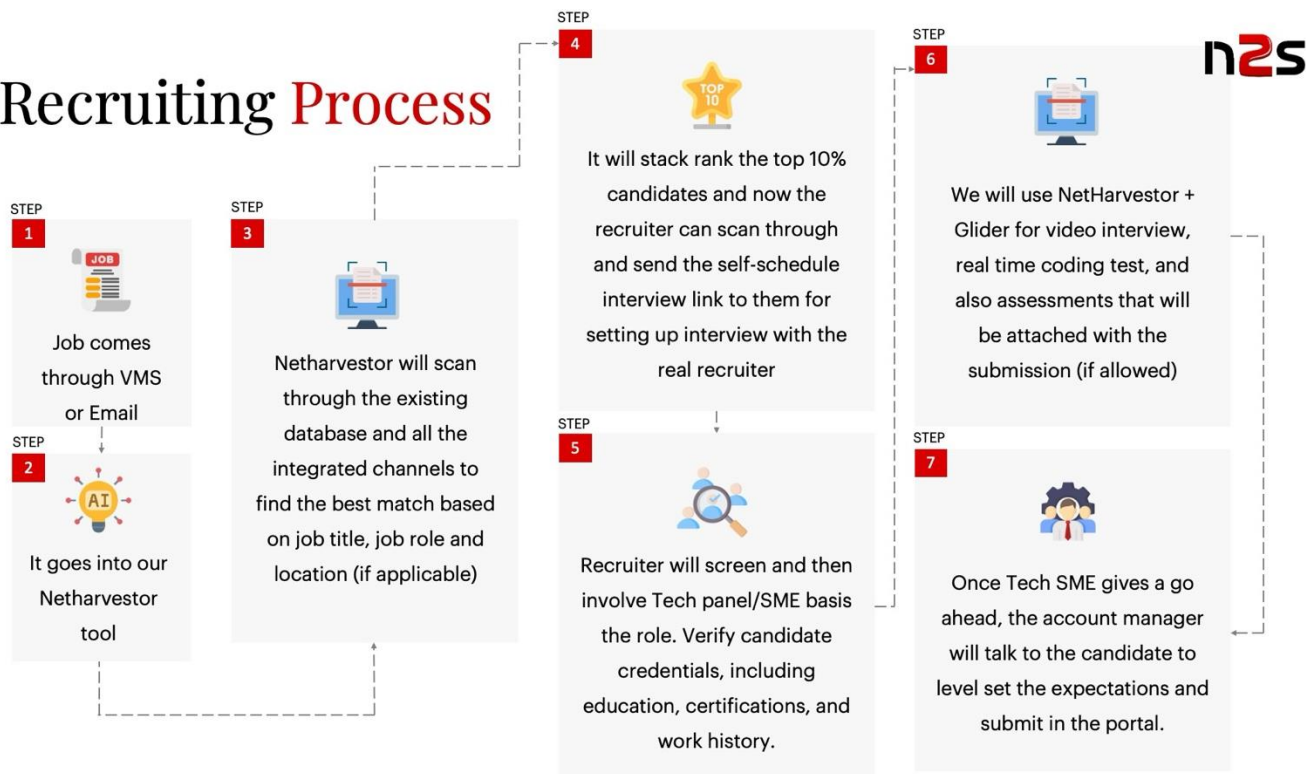 Recruiting Process
n2s
STEP
1
JOB
Job comes
through VMS
or Email
STEP
2
AI
It goes into our
Netharvestor
tool
STEP
3
Netharvestor will scan
through the existing
database and all the
integrated channels to
find the best match based
on job title, job role and
location (if applicable)
STEP
4
TOP
10
It will stack rank the top 10%
candidates and now the
recruiter can scan through
and send the self-schedule
interview link to them for
setting up interview with the
real recruiter
STEP
5
Recruiter will screen and then
involve Tech panel/SME basis
the role. Verify candidate
credentials, including
education, certifications, and
work history.
STEP
6
We will use NetHarvestor +
Glider for video interview,
real time coding test, and
also assessments that will
be attached with the
submission (if allowed)
STEP
7
Once Tech SME gives a go
ahead, the account manager
will talk to the candidate to
level set the expectations and
submit in the portal.